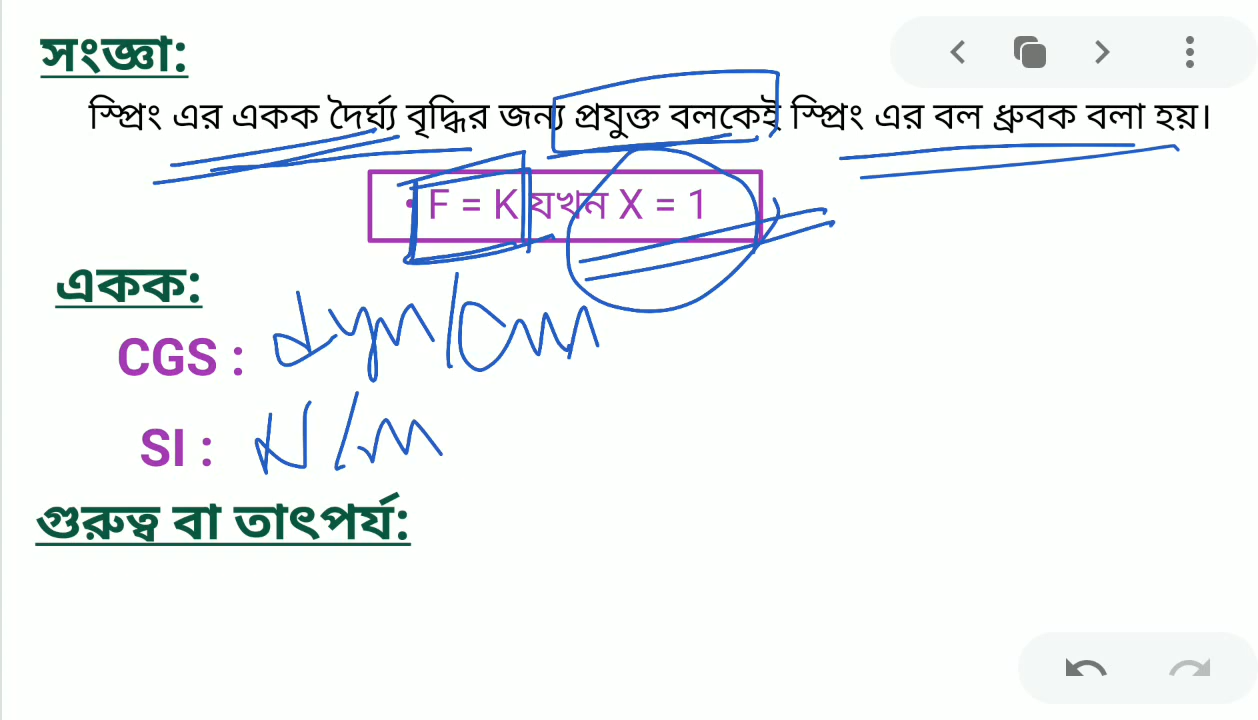 সংজ্ঞা:
স্প্রিং এর একক দৈর্ঘ্য বৃদ্ধির জন্য প্রযুক্ত বলকেই স্প্রিং এর বল ধ্রুবক বলা হয়।
• F = K যখন X = 1
একক:
CGS : dyn/cm
SI : N/m
গুরুত্ব বা তাৎপর্য: